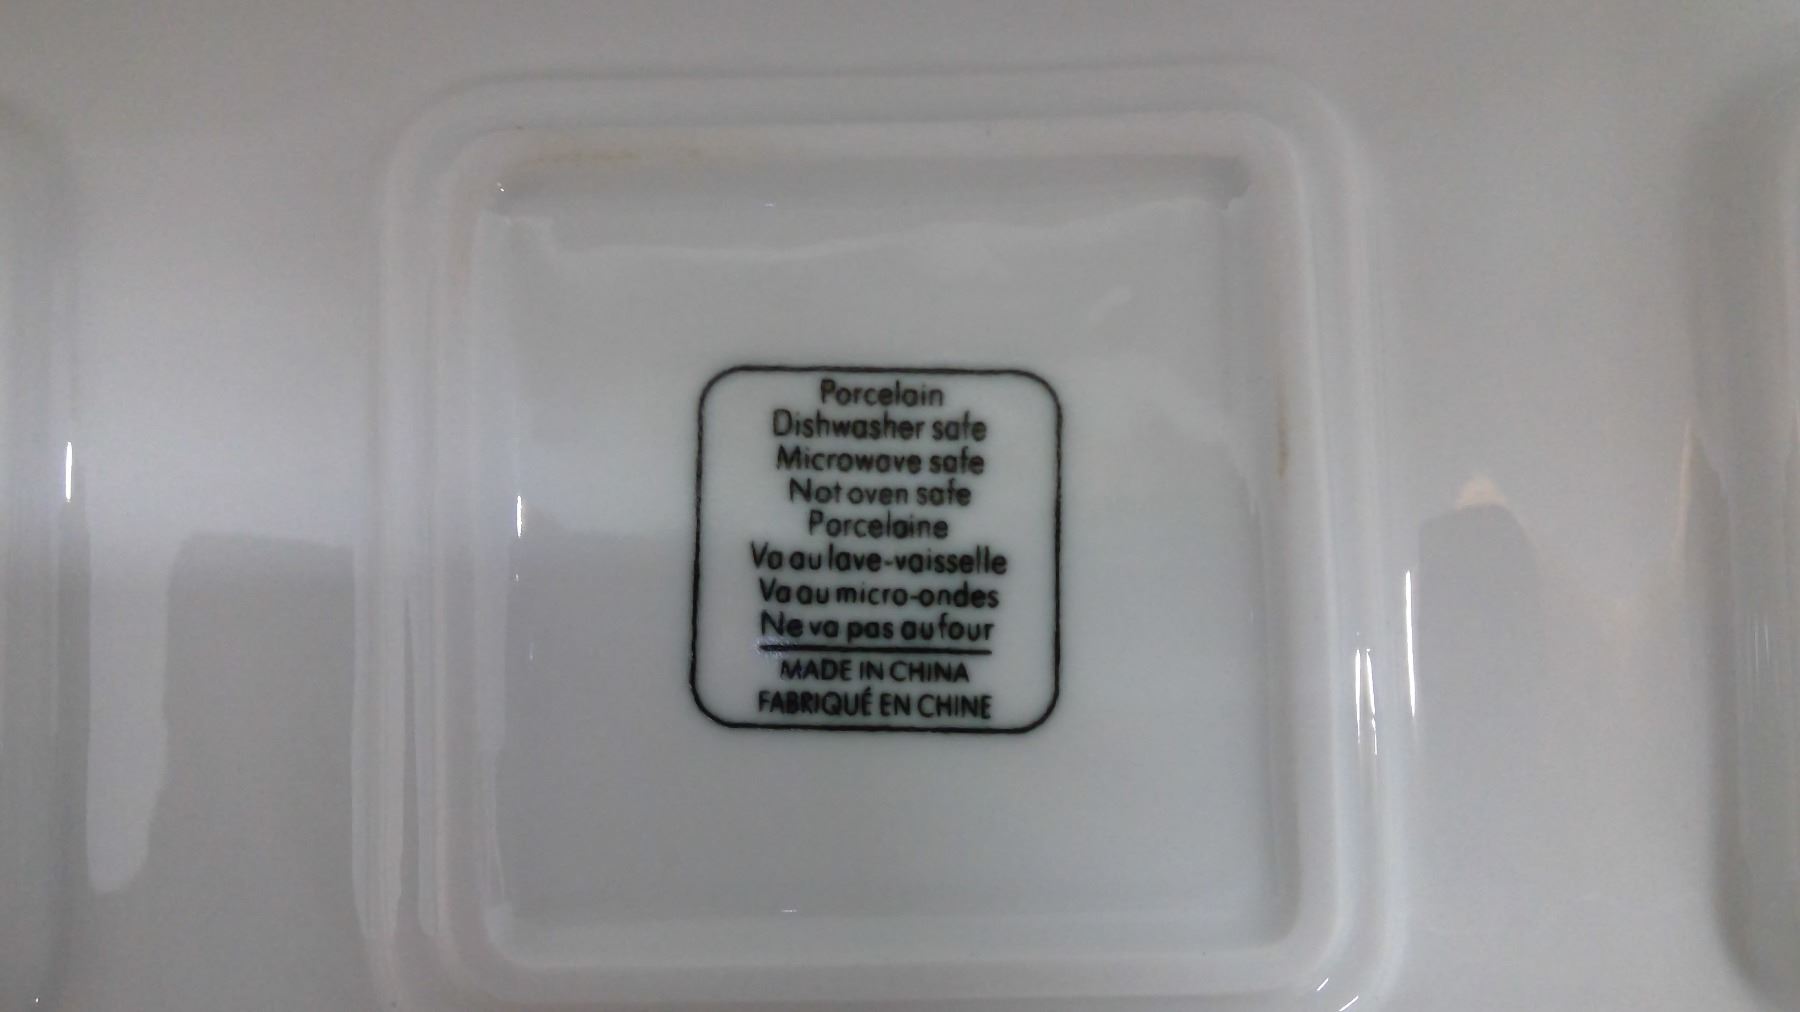 Porcelain
Dishwasher safe
Microwave safe
Not oven safe
Porcelaine
Va au lave-vaisselle
Va au micro-ondes
Ne va pas au four
MADE IN CHINA
FABRIQUÉ EN CHINE